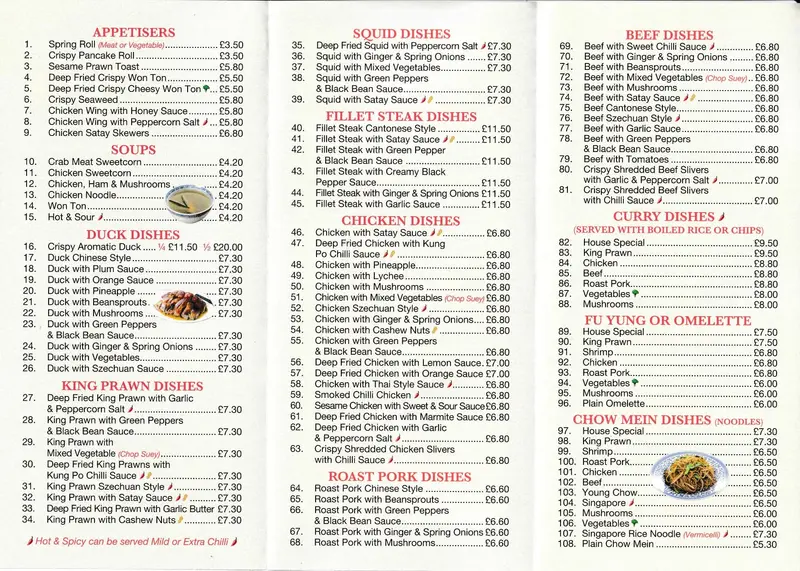 APPETISERS
1. Spring Roll (Meat or Vegetable) £3.50
2. Crispy Pancake Roll £3.50
3. Sesame Prawn Toast £5.80
4. Deep Fried Crispy Won Ton £5.50
5. Deep Fried Crispy Cheesy Won Ton £5.50
6. Crispy Seaweed £5.80
7. Chicken Wing with Honey Sauce £5.80
8. Chicken Wing with Peppercorn Salt £5.80
9. Chicken Satay Skewers £6.80
SOUPS
10. Crab Meat Sweetcorn £4.20
11. Chicken Sweetcorn £4.20
12. Chicken, Ham & Mushrooms £4.20
13. Chicken Noodle £4.20
14. Won Ton £4.20
15. Hot & Sour £4.20
DUCK DISHES
16. Crispy Aromatic Duck ..... ¼ £11.50 ½ £20.00
17. Duck Chinese Style £7.30
18. Duck with Plum Sauce £7.30
19. Duck with Orange Sauce £7.30
20. Duck with Pineapple £7.30
21. Duck with Beansprouts £7.30
22. Duck with Mushrooms £7.30
23. Duck with Green Peppers
& Black Bean Sauce £7.30
24. Duck with Ginger & Spring Onions £7.30
25. Duck with Vegetables £7.30
26. Duck with Szechuan Sauce £7.30
KING PRAWN DISHES
27. Deep Fried King Prawn with Garlic
& Peppercorn Salt £7.30
28. King Prawn with Green Peppers
& Black Bean Sauce £7.30
29. King Prawn with
Mixed Vegetable (Chop Suey) £7.30
30. Deep Fried King Prawns with
Kung Po Chilli Sauce £7.30
31. King Prawn Szechuan Style £7.30
32. King Prawn with Satay Sauce £7.30
33. Deep Fried King Prawn with Garlic Butter £7.30
34. King Prawn with Cashew Nuts £7.30
Hot & Spicy can be served Mild or Extra Chilli
SQUID DISHES
35. Deep Fried Squid with Peppercorn Salt £7.30
36. Squid with Ginger & Spring Onions £7.30
37. Squid with Mixed Vegetables £7.30
38. Squid with Green Peppers
& Black Bean Sauce £7.30
39. Squid with Satay Sauce £7.30
FILLET STEAK DISHES
40. Fillet Steak Cantonese Style £11.50
41. Fillet Steak with Satay Sauce £11.50
42. Fillet Steak with Green Pepper
& Black Bean Sauce £11.50
43. Fillet Steak with Creamy Black
Pepper Sauce £11.50
44. Fillet Steak with Ginger & Spring Onions £11.50
45. Fillet Steak with Garlic Sauce £11.50
CHICKEN DISHES
46. Chicken with Satay Sauce £6.80
47. Deep Fried Chicken with Kung
Po Chilli Sauce £6.80
48. Chicken with Pineapple £6.80
49. Chicken with Lychee £6.80
50. Chicken with Mushrooms £6.80
51. Chicken with Mixed Vegetables (Chop Suey) £6.80
52. Chicken Szechuan Style £6.80
53. Chicken with Ginger & Spring Onions £6.80
54. Chicken with Cashew Nuts £6.80
55. Chicken with Green Peppers
& Black Bean Sauce £6.80
56. Deep Fried Chicken with Lemon Sauce £7.00
57. Deep Fried Chicken with Orange Sauce £7.00
58. Chicken with Thai Style Sauce £6.80
59. Smoked Chilli Chicken £6.80
60. Sesame Chicken with Sweet & Sour Sauce £6.80
61. Deep Fried Chicken with Marmite Sauce £6.80
62. Deep Fried Chicken with Garlic
& Peppercorn Salt £6.80
63. Crispy Shredded Chicken Slivers
with Chilli Sauce £6.80
ROAST PORK DISHES
64. Roast Pork Chinese Style £6.60
65. Roast Pork with Beansprouts £6.60
66. Roast Pork with Green Peppers
& Black Bean Sauce £6.60
67. Roast Pork with Ginger & Spring Onions £6.60
68. Roast Pork with Mushrooms £6.60
BEEF DISHES
69. Beef with Sweet Chilli Sauce £6.80
70. Beef with Ginger & Spring Onions £6.80
71. Beef with Beansprouts £6.80
72. Beef with Mixed Vegetables (Chop Suey) £6.80
73. Beef with Mushrooms £6.80
74. Beef with Satay Sauce £6.80
75. Beef Cantonese Style £6.80
76. Beef Szechuan Style £6.80
77. Beef with Garlic Sauce £6.80
78. Beef with Green Peppers
& Black Bean Sauce £6.80
79. Beef with Tomatoes £6.80
80. Crispy Shredded Beef Slivers
with Garlic & Peppercorn Salt £7.00
81. Crispy Shredded Beef Slivers
with Chilli Sauce £7.00
CURRY DISHES
(SERVED WITH BOILED RICE OR CHIPS)
82. House Special £9.50
83. King Prawn £9.50
84. Chicken £8.80
85. Beef £8.80
86. Roast Pork £8.80
87. Vegetables £8.00
88. Mushrooms £8.00
FU YUNG OR OMELETTE
89. House Special £7.50
90. King Prawn £7.50
91. Shrimp £6.80
92. Chicken £6.80
93. Roast Pork £6.80
94. Vegetables £6.00
95. Mushrooms £6.00
96. Plain Omelette £6.00
CHOW MEIN DISHES (NOODLES)
97. House Special £7.30
98. King Prawn £7.30
99. Shrimp £6.50
100. Roast Pork £6.50
101. Chicken £6.50
102. Beef £6.50
103. Young Chow £6.50
104. Singapore £6.50
105. Mushrooms £6.00
106. Vegetables £6.00
107. Singapore Rice Noodle (Vermicelli) £7.30
108. Plain Chow Mein £5.30